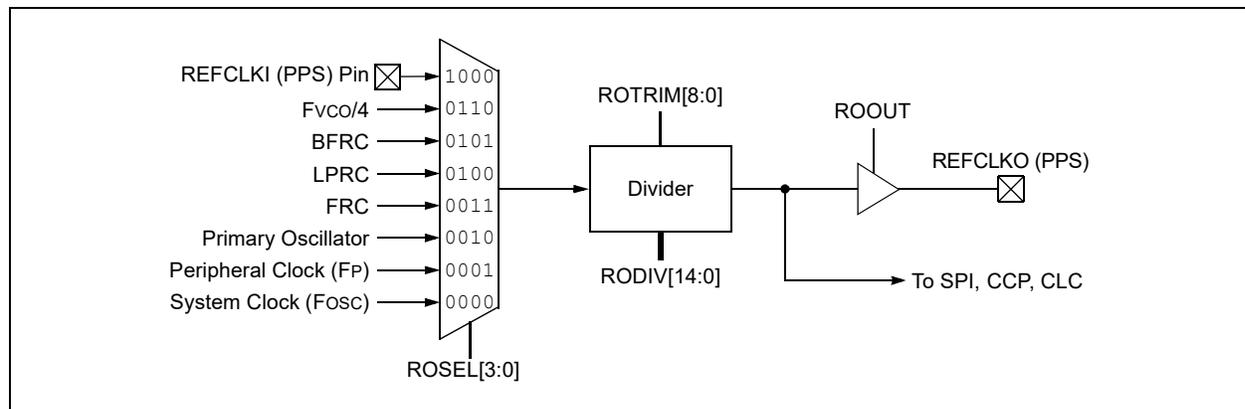 REFCLKI (PPS) Pin
1000
FVCO/4
0110
BFRC
0101
LPRC
0100
FRC
0011
Primary Oscillator
0010
Peripheral Clock (FP)
0001
System Clock (FOSC)
0000
ROSEL[3:0]
ROTRIM[8:0]
Divider
RODIV[14:0]
ROOUT
REFCLKO (PPS)
To SPI, CCP, CLC